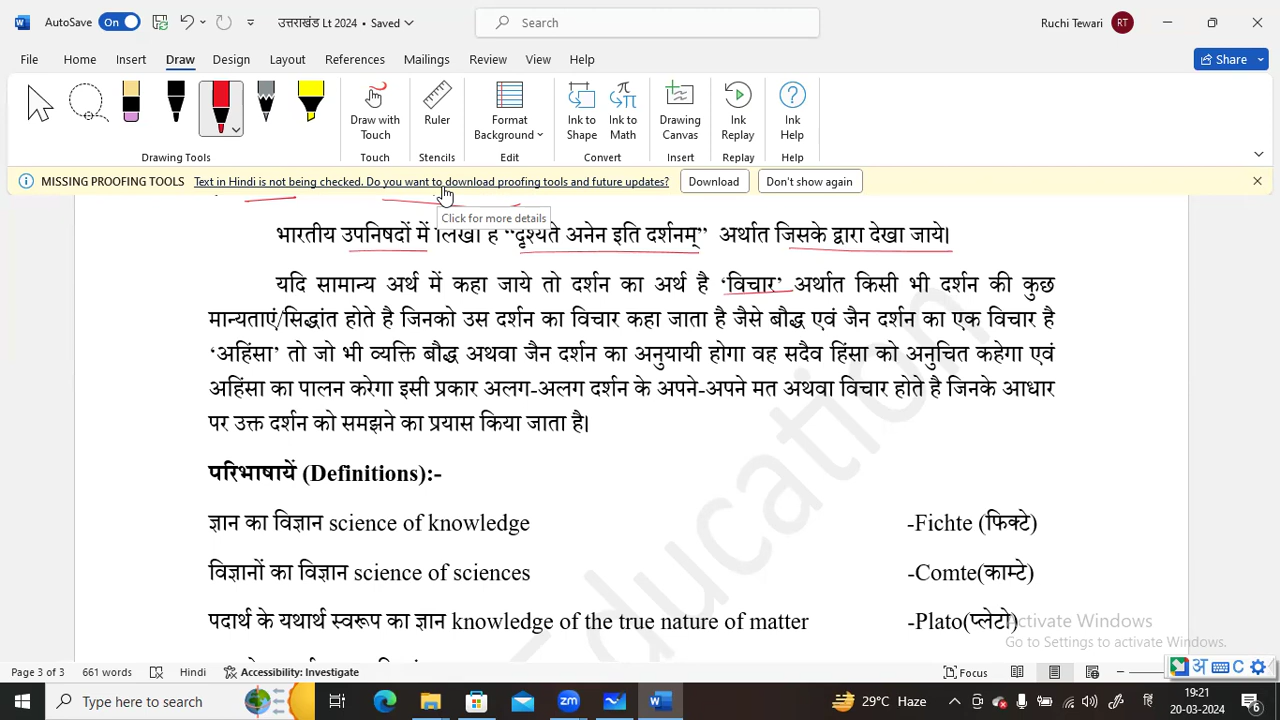 AutoSave On उत्तराखंड Lt 2024 • Saved Search Ruchi Tewari RT
File Home Insert Draw Design Layout References Mailings Review View Help Share
Draw with Touch Ruler Format Background Ink to Shape Ink to Math Drawing Canvas Ink Replay Ink Help
Drawing Tools Touch Stencils Edit Convert Insert Replay Help
MISSING PROOFING TOOLS Text in Hindi is not being checked. Do you want to download proofing tools and future updates? Download Don't show again
Click for more details
भारतीय उपनिषदों में लिखा है “दृश्यते अनेन इति दर्शनम्” अर्थात जिसके द्वारा देखा जाये।
यदि सामान्य अर्थ में कहा जाये तो दर्शन का अर्थ है ‘विचार’ अर्थात किसी भी दर्शन की कुछ
मान्यताएं/सिद्धांत होते है जिनको उस दर्शन का विचार कहा जाता है जैसे बौद्ध एवं जैन दर्शन का एक विचार है
‘अहिंसा’ तो जो भी व्यक्ति बौद्ध अथवा जैन दर्शन का अनुयायी होगा वह सदैव हिंसा को अनुचित कहेगा एवं
अहिंसा का पालन करेगा इसी प्रकार अलग-अलग दर्शन के अपने-अपने मत अथवा विचार होते है जिनके आधार
पर उक्त दर्शन को समझने का प्रयास किया जाता है।
परिभाषायें (Definitions):-
ज्ञान का विज्ञान science of knowledge -Fichte (फिक्टे)
विज्ञानों का विज्ञान science of sciences -Comte(काम्टे)
पदार्थ के यथार्थ स्वरूप का ज्ञान knowledge of the true nature of matter -Plato(प्लेटो)
Education
Activate Windows
Go to Settings to activate Windows.
Page 3 of 3 661 words Hindi Accessibility: Investigate Focus
Type here to search 29°C Haze हि 19:21
20-03-2024 6